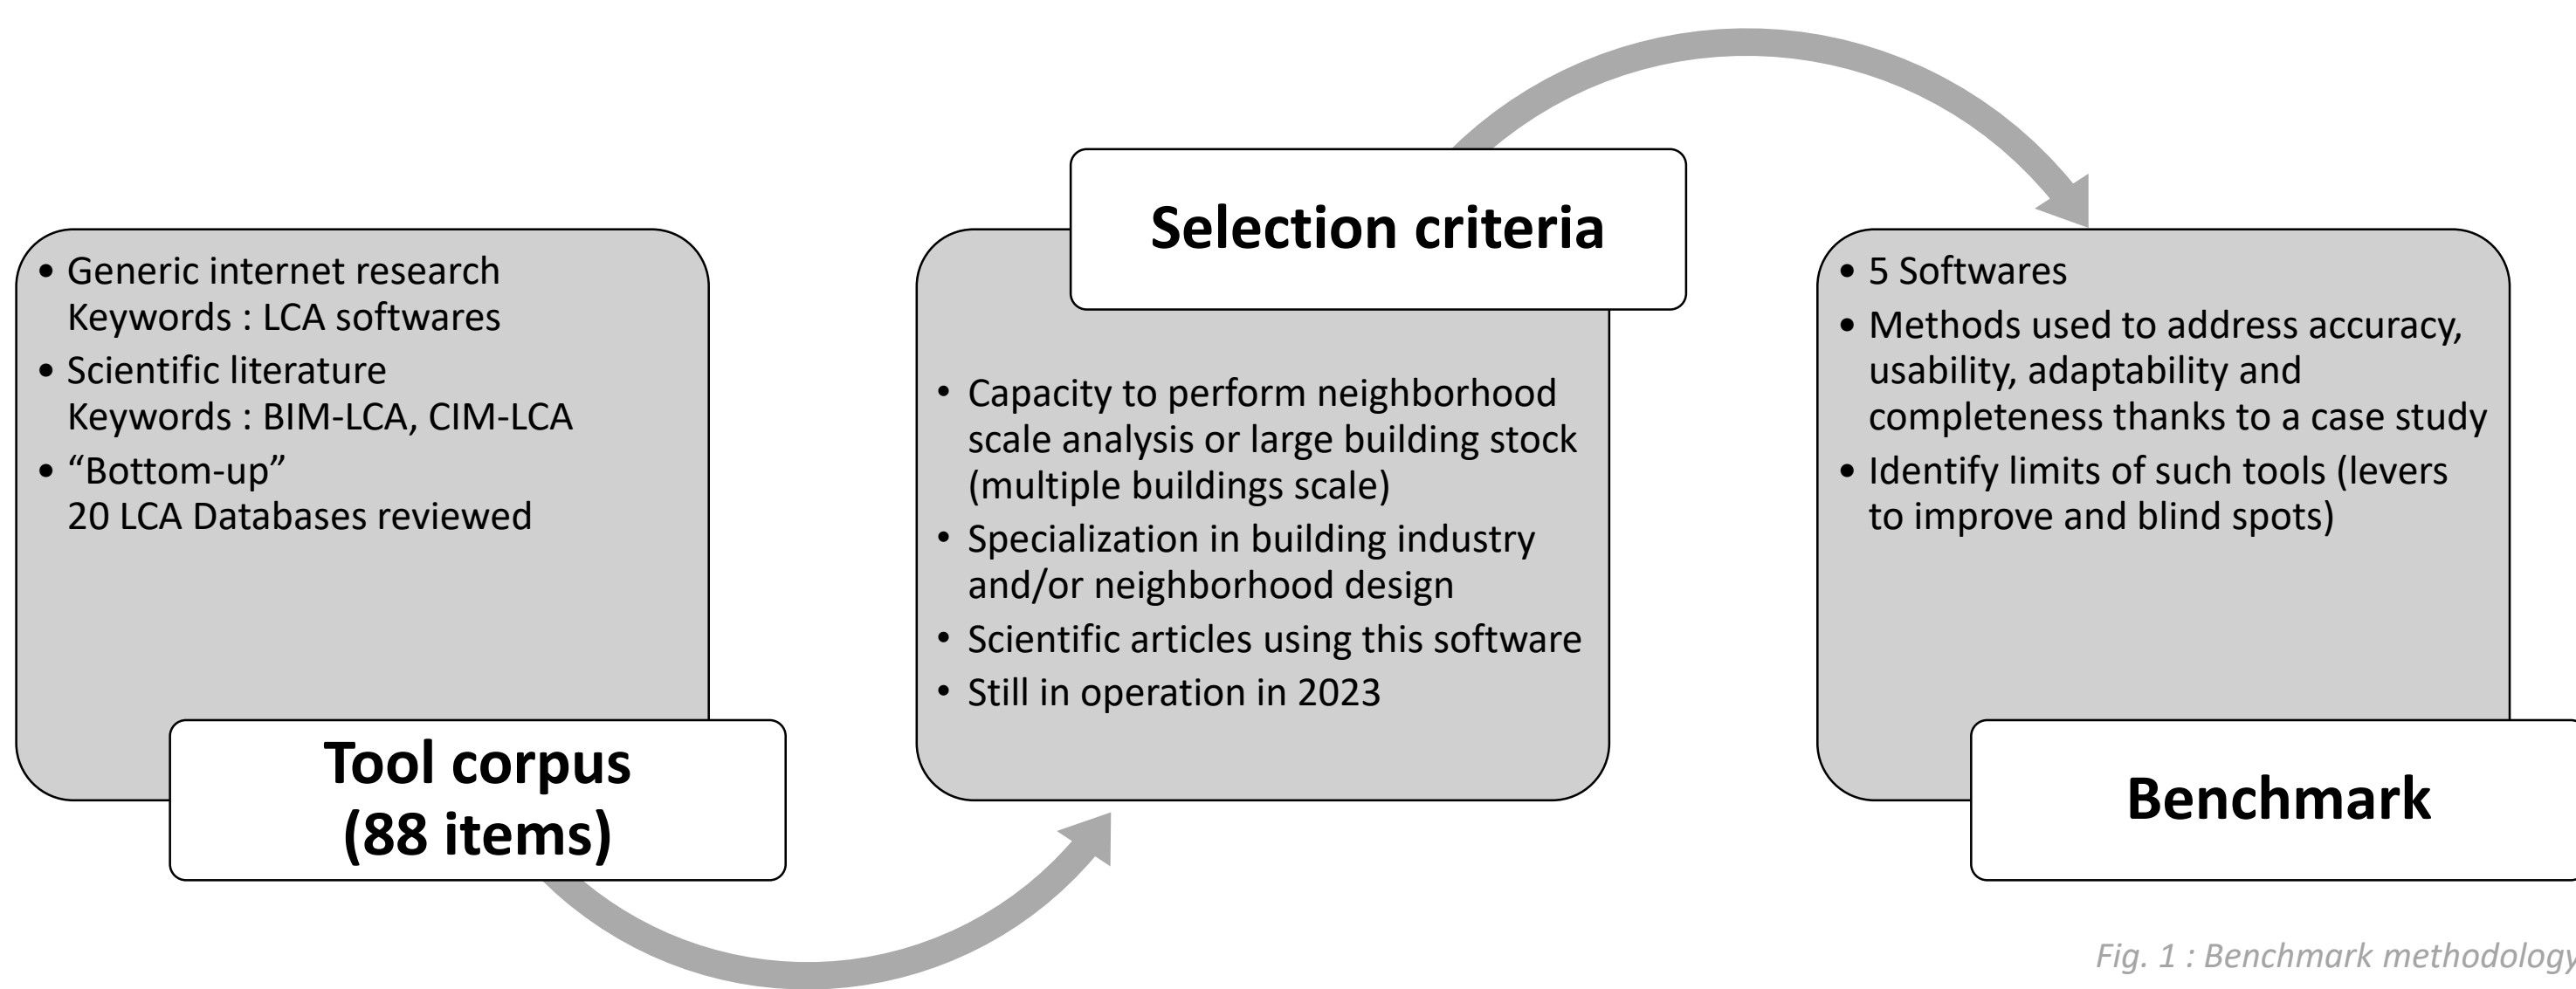 • Generic internet research
Keywords : LCA softwares
• Scientific literature
Keywords : BIM-LCA, CIM-LCA
• “Bottom-up”
20 LCA Databases reviewed
Tool corpus
(88 items)
Selection criteria
• Capacity to perform neighborhood
scale analysis or large building stock
(multiple buildings scale)
• Specialization in building industry
and/or neighborhood design
• Scientific articles using this software
• Still in operation in 2023
• 5 Softwares
• Methods used to address accuracy,
usability, adaptability and
completeness thanks to a case study
• Identify limits of such tools (levers
to improve and blind spots)
Benchmark
Fig. 1 : Benchmark methodology